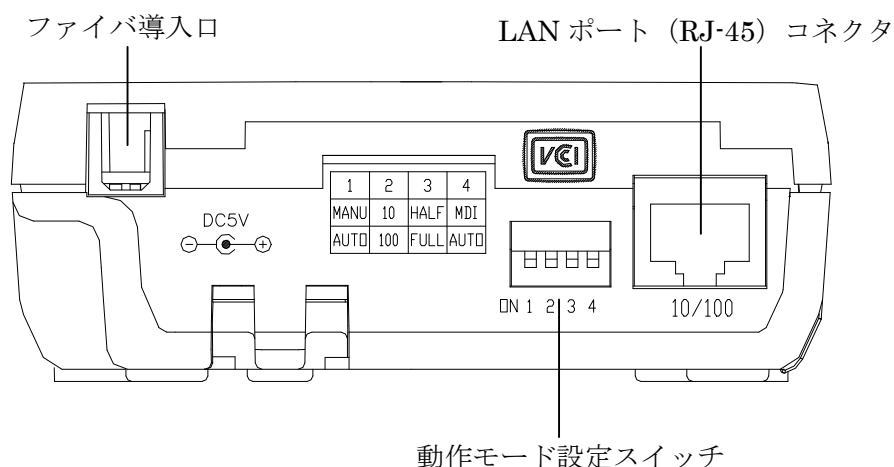 ファイバ導入口
LAN ポート（RJ-45）コネクタ
VCI
1 2 3 4
MANU 10 HALF MDI
AUTO 100 FULL AUTO
DC5V
ON 1 2 3 4
10/100
動作モード設定スイッチ